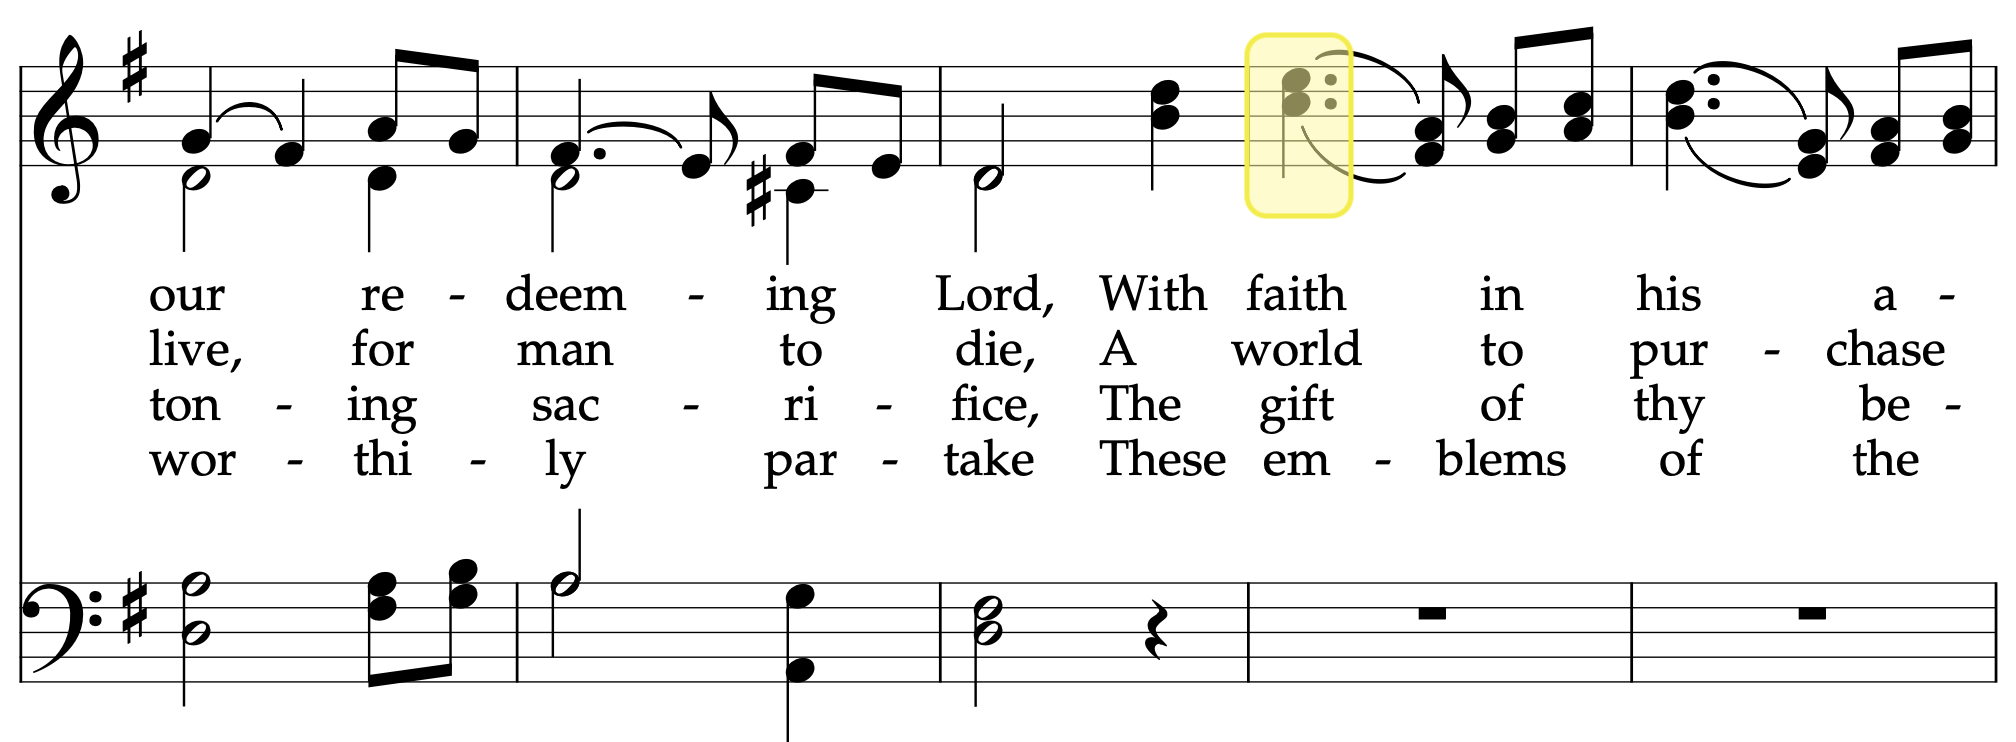 our re - deem - ing Lord, With faith in his a -
live, for man to die, A world to pur - chase
ton - ing sac - ri - fice, The gift of thy be -
wor - thi - ly par - take These em - blems of the